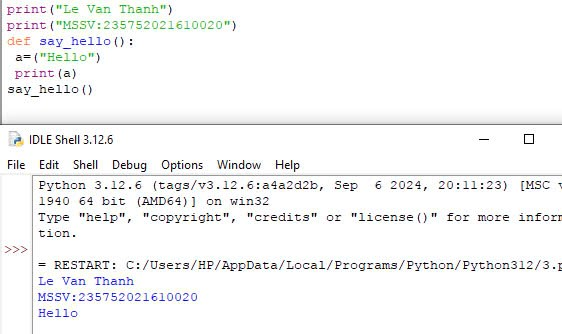 print("Le Van Thanh")
print("MSSV:235752021610020")
def say_hello():
 a=("Hello")
 print(a)
say_hello()
IDLE Shell 3.12.6
File Edit Shell Debug Options Window Help
Python 3.12.6 (tags/v3.12.6:a4a2d2b, Sep  6 2024, 20:11:23) [MSC v
1940 64 bit (AMD64)] on win32
Type "help", "copyright", "credits" or "license()" for more infor
tion.
>>>
= RESTART: C:/Users/HP/AppData/Local/Programs/Python/Python312/3.p
Le Van Thanh
MSSV:235752021610020
Hello